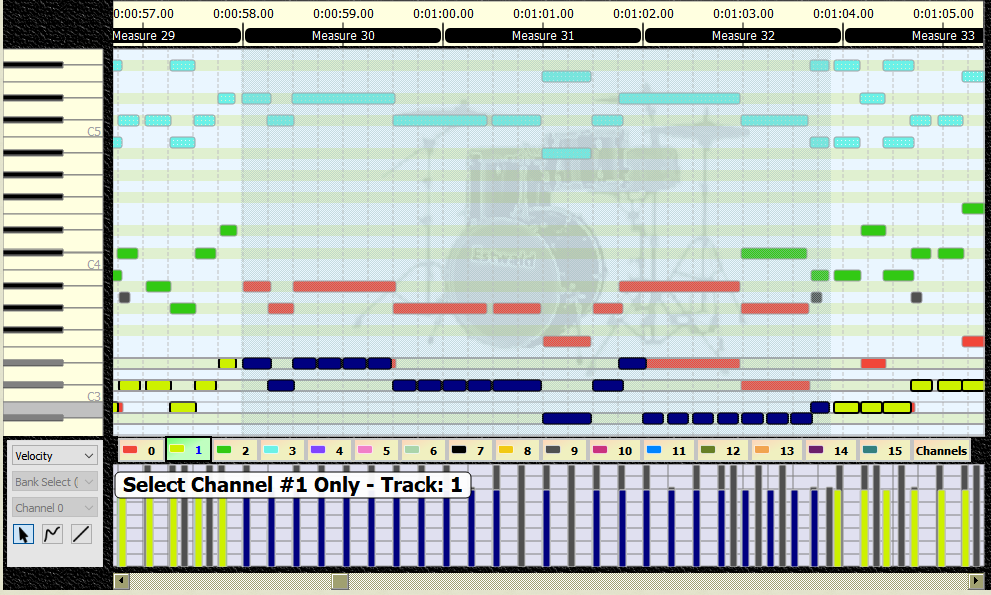 0:00:57.00 0:00:58.00 0:00:59.00 0:01:00.00 0:01:01.00 0:01:02.00 0:01:03.00 0:01:04.00 0:01:05.00
Measure 29 Measure 30 Measure 31 Measure 32 Measure 33
C5
Estwald
C4
C3
Velocity
0 1 2 3 4 5 6 7 8 9 10 11 12 13 14 15 Channels
Bank Select (
Select Channel #1 Only - Track: 1
Channel 0